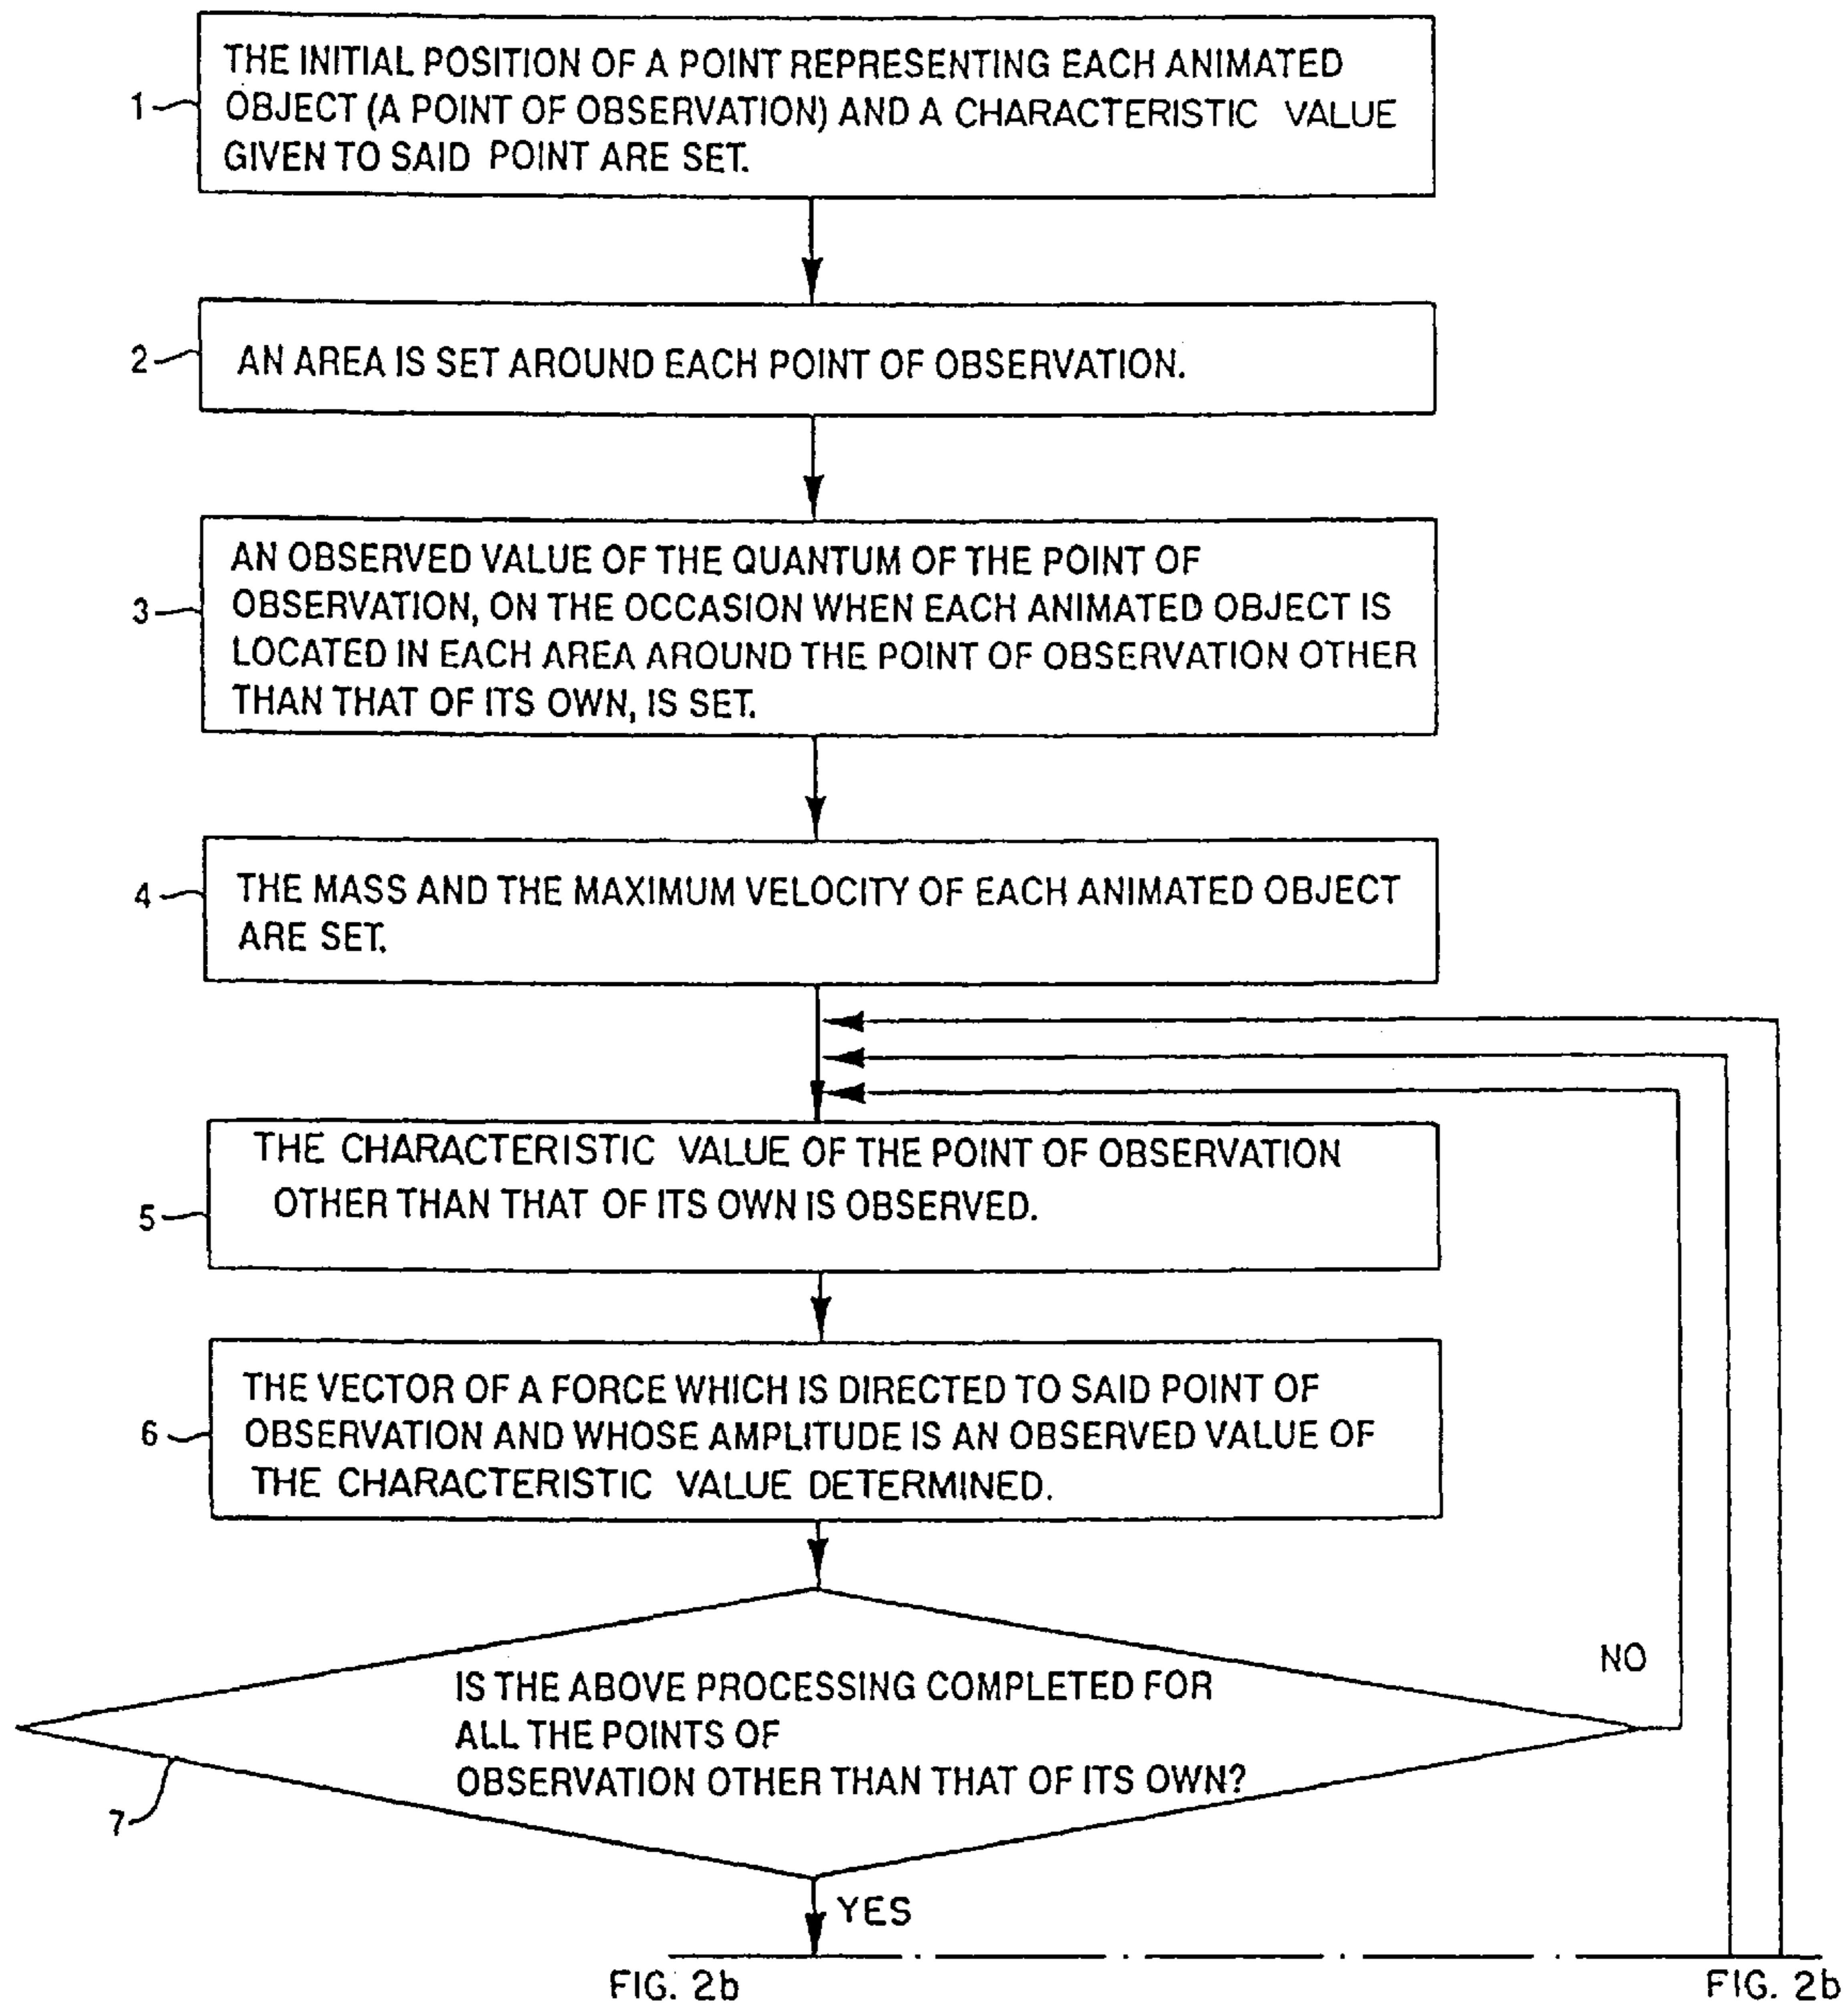 THE INITIAL POSITION OF A POINT REPRESENTING EACH ANIMATED
OBJECT (A POINT OF OBSERVATION) AND A CHARACTERISTIC VALUE
GIVEN TO SAID POINT ARE SET.
1
2
AN AREA IS SET AROUND EACH POINT OF OBSERVATION.
AN OBSERVED VALUE OF THE QUANTUM OF THE POINT OF
OBSERVATION, ON THE OCCASION WHEN EACH ANIMATED OBJECT IS
LOCATED IN EACH AREA AROUND THE POINT OF OBSERVATION OTHER
THAN THAT OF ITS OWN, IS SET.
3
4
THE MASS AND THE MAXIMUM VELOCITY OF EACH ANIMATED OBJECT
ARE SET.
THE CHARACTERISTIC VALUE OF THE POINT OF OBSERVATION
OTHER THAN THAT OF ITS OWN IS OBSERVED.
5
THE VECTOR OF A FORCE WHICH IS DIRECTED TO SAID POINT OF
OBSERVATION AND WHOSE AMPLITUDE IS AN OBSERVED VALUE OF
THE CHARACTERISTIC VALUE DETERMINED.
6
NO
IS THE ABOVE PROCESSING COMPLETED FOR
ALL THE POINTS OF
OBSERVATION OTHER THAN THAT OF ITS OWN?
7
YES
FIG. 2b
FIG. 2b